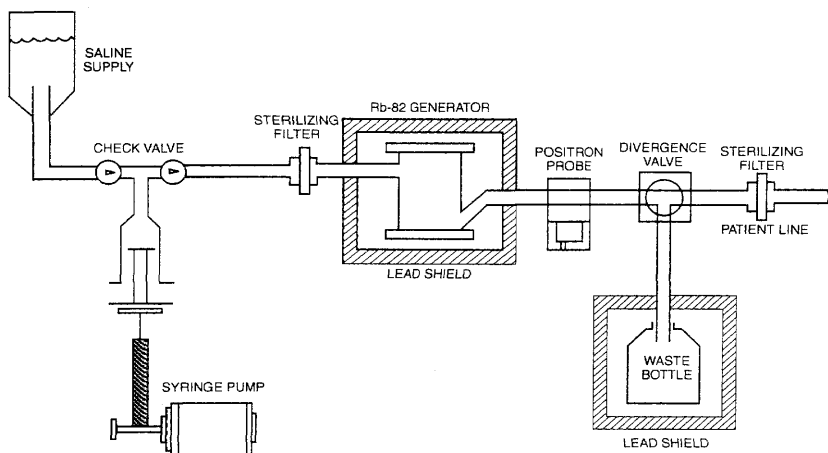 SALINE
SUPPLY
CHECK VALVE
STERILIZING
FILTER
Rb-82 GENERATOR
LEAD SHIELD
POSITRON
PROBE
DIVERGENCE
VALVE
STERILIZING
FILTER
PATIENT LINE
WASTE
BOTTLE
LEAD SHIELD
SYRINGE PUMP